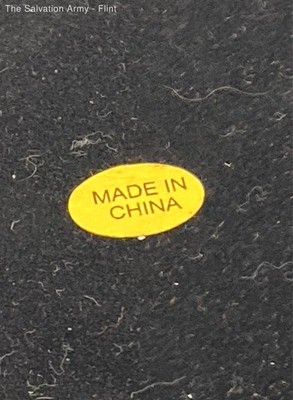 The Salvation Army - Flint
MADE IN
CHINA